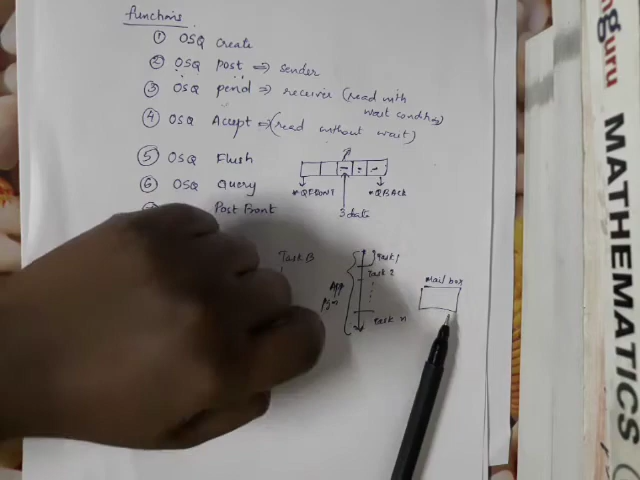 functions
① OSQ Create
② OSQ post ⇒ sender
③ OSQ pend ⇒ receiver (read with
wait condition)
④ OSQ Accept ⇒ (read without wait)
⑤ OSQ Flush
⑥ OSQ Query
*QFRONT
*QBACK
Post Front
3 data
Task B
Task 1
Task 2
App
Task n
Mail box
guru
MATHEMATICS